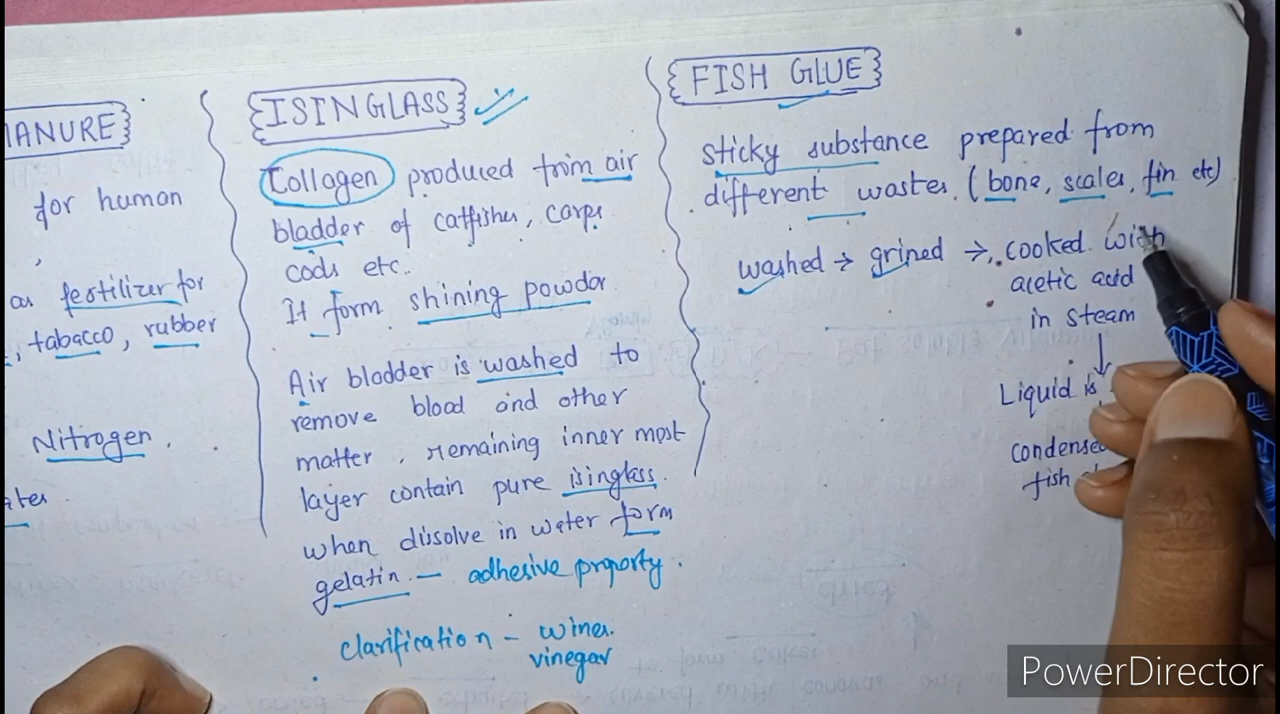 MANURE
for human
as fertilizer for
tabacco, rubber
Nitrogen.
ISINGLASS
Collagen produced from air
bladder of catfishes, carps
cods etc.
It form shining powdar
Air bladder is washed to
remove blood and other
matter, remaining inner most
layer contain pure isinglass.
when dissolve in water form
gelatin. - adhesive property.
clarification - wines.
vinegar
FISH GLUE
sticky substance prepared from
different wastes. (bone, scales, fin etc)
washed → grined → cooked with
acetic acid
in steam
↓
Liquid is
condensed
fish
PowerDirector